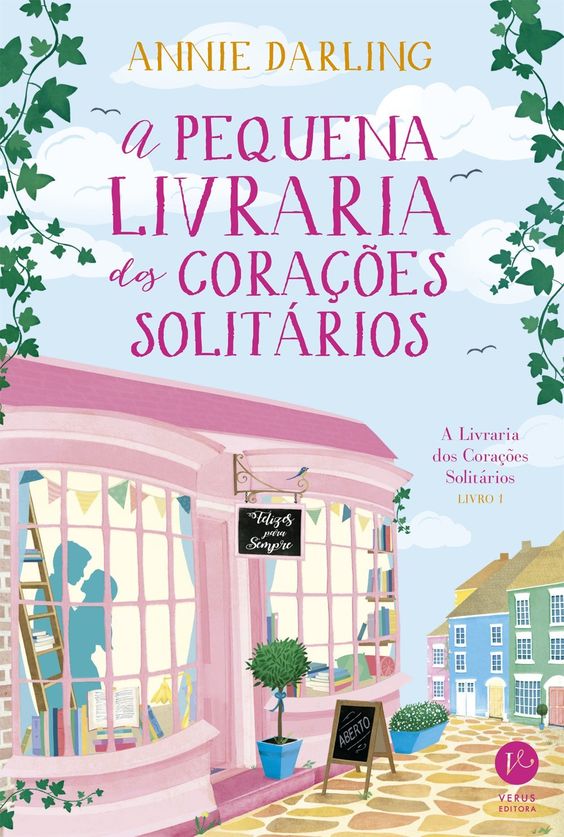 ANNIE DARLING
A PEQUENA
LIVRARIA
dos CORAÇÕES
SOLITÁRIOS
A Livraria
dos Corações
Solitários
LIVRO 1
Felizes
para
Sempre
ABERTO
V
VERUS
EDITORA